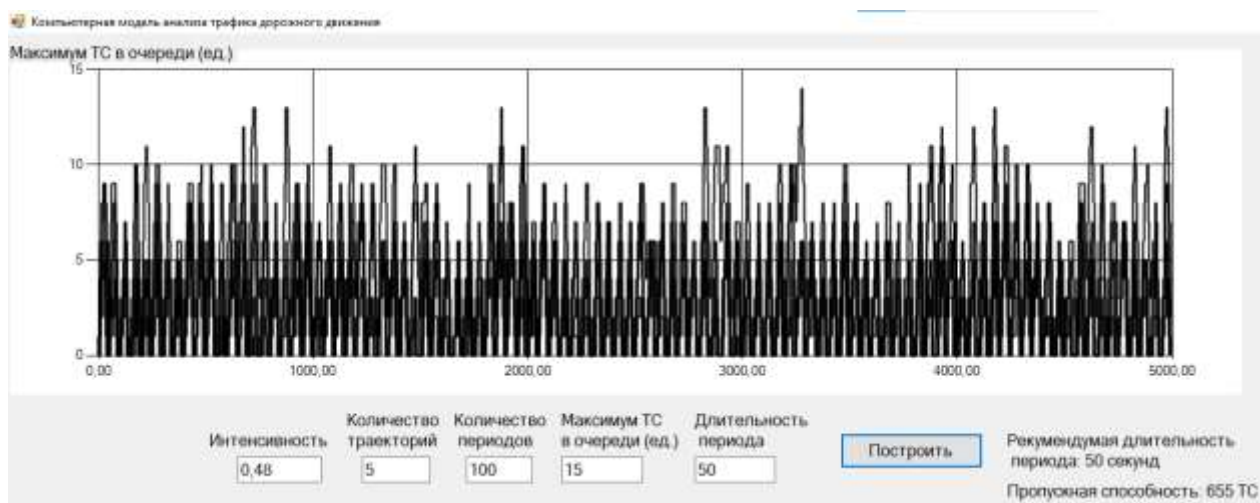 Компьютерная модель анализа трафика дорожного движения
Максимум ТС в очереди (ед.)
15
10
5
0
0,00 1000,00 2000,00 3000,00 4000,00 5000,00
Интенсивность
0,48
Количество
траекторий
5
Количество
периодов
100
Максимум ТС
в очереди (ед.)
15
Длительность
периода
50
Построить
Рекумендумая длительность
периода: 50 секунд
Пропускная способность: 655 ТС